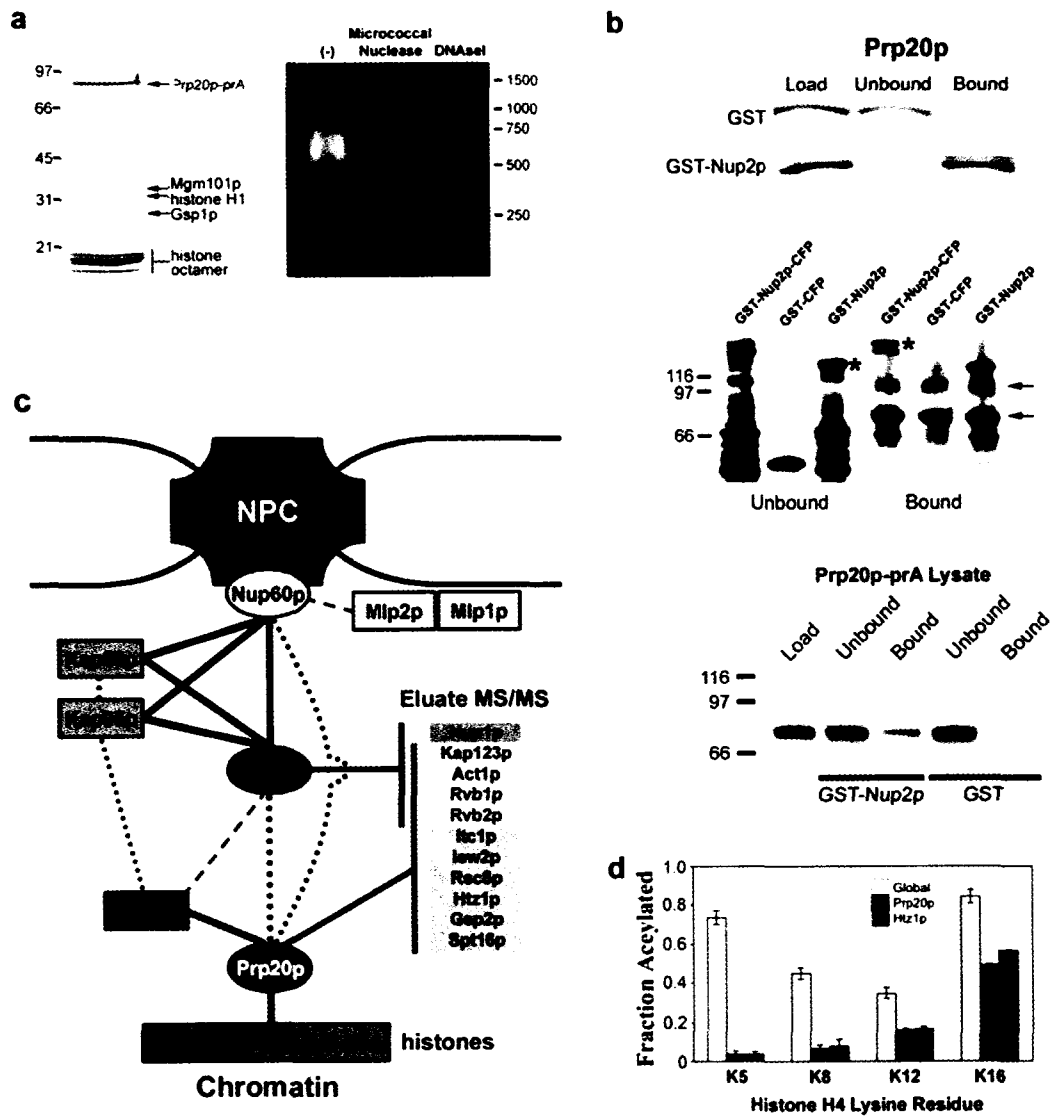 a
Micrococcal
(-) Nuclease DNAseI
97-
66-
45-
31-
21-
Prp20p-prA
Mgm101p
histone H1
Gsp1p
histone
octamer
- 1500
- 1000
- 750
- 500
- 250
b
Prp20p
Load Unbound Bound
GST
GST-Nup2p
GST-Nup2p-CFP
GST-CFP
GST-Nup2p
GST-Nup2p-CFP
GST-CFP
GST-Nup2p
*
*
116
97
66
Unbound Bound
Prp20p-prA Lysate
Load
Unbound
Bound
Unbound
Bound
116
97
66
GST-Nup2p GST
c
NPC
Nup60p
Mlp2p Mlp1p
Eluate MS/MS
Kap123p
Act1p
Rvb1p
Rvb2p
Itc1p
Isw2p
Rsc8p
Htz1p
Gsp2p
Spt16p
Prp20p
histones
Chromatin
d
Fraction Aceylated
1.0
0.8
0.6
0.4
0.2
0
Global
Prp20p
Htz1p
K5 K8 K12 K16
Histone H4 Lysine Residue